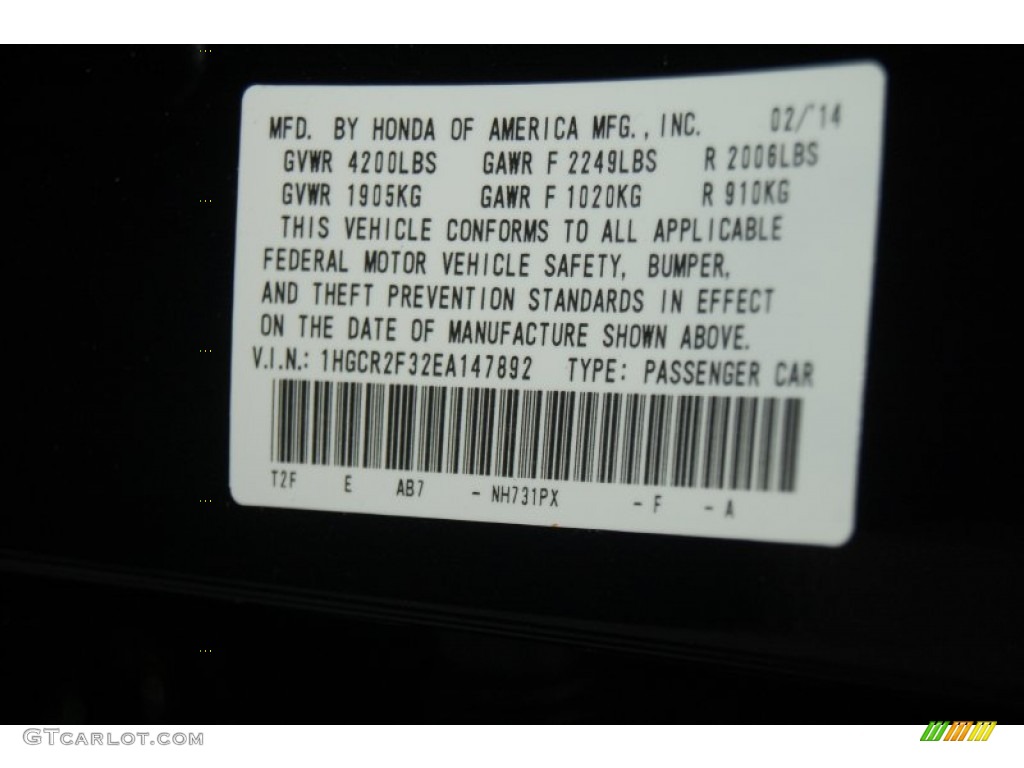 MFD. BY HONDA OF AMERICA MFG., INC. 02/'14
GVWR 4200LBS GAWR F 2249LBS R 2006LBS
GVWR 1905KG GAWR F 1020KG R 910KG
THIS VEHICLE CONFORMS TO ALL APPLICABLE
FEDERAL MOTOR VEHICLE SAFETY, BUMPER,
AND THEFT PREVENTION STANDARDS IN EFFECT
ON THE DATE OF MANUFACTURE SHOWN ABOVE.
V.I.N.: 1HGCR2F32EA147892 TYPE: PASSENGER CAR
T2F E AB7 - NH731PX - F - A
GTCARLOT.COM